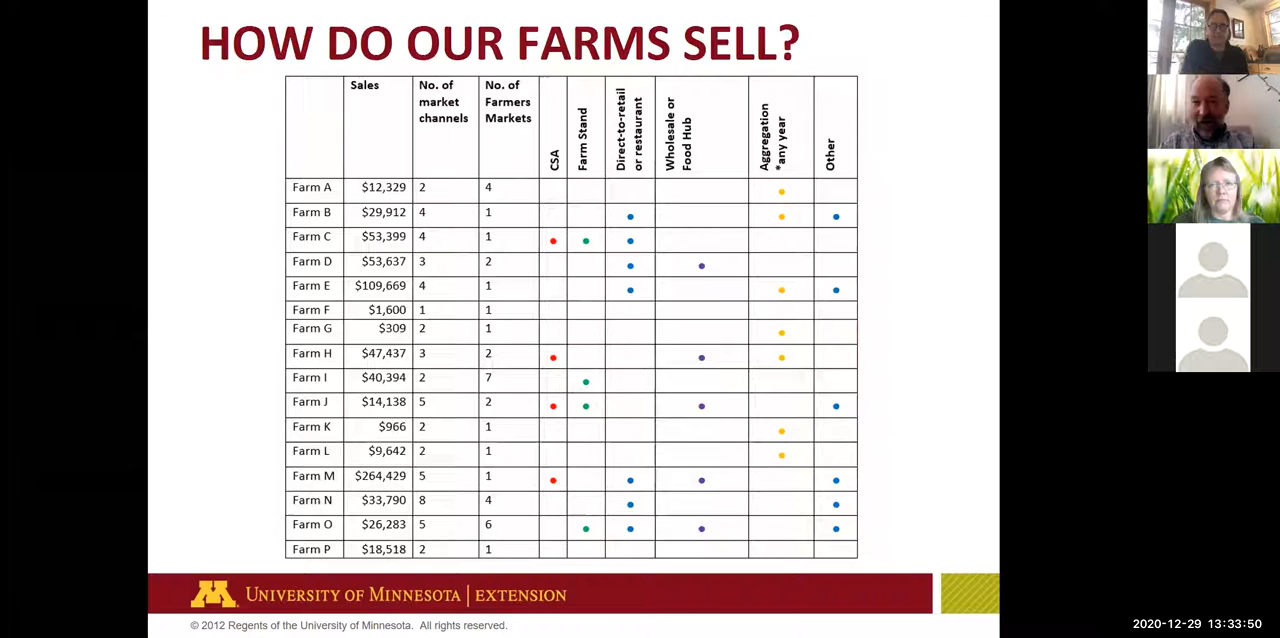 HOW DO OUR FARMS SELL?
Sales No. of market channels No. of Farmers Markets CSA Farm Stand Direct-to-retail or restaurant Wholesale or Food Hub Aggregation *any year Other
Farm A $12,329 2 4
Farm B $29,912 4 1
Farm C $53,399 4 1
Farm D $53,637 3 2
Farm E $109,669 4 1
Farm F $1,600 1 1
Farm G $309 2 1
Farm H $47,437 3 2
Farm I $40,394 2 7
Farm J $14,138 5 2
Farm K $966 2 1
Farm L $9,642 2 1
Farm M $264,429 5 1
Farm N $33,790 8 4
Farm O $26,283 5 6
Farm P $18,518 2 1
M UNIVERSITY OF MINNESOTA | EXTENSION
© 2012 Regents of the University of Minnesota. All rights reserved.
2020-12-29 13:33:50